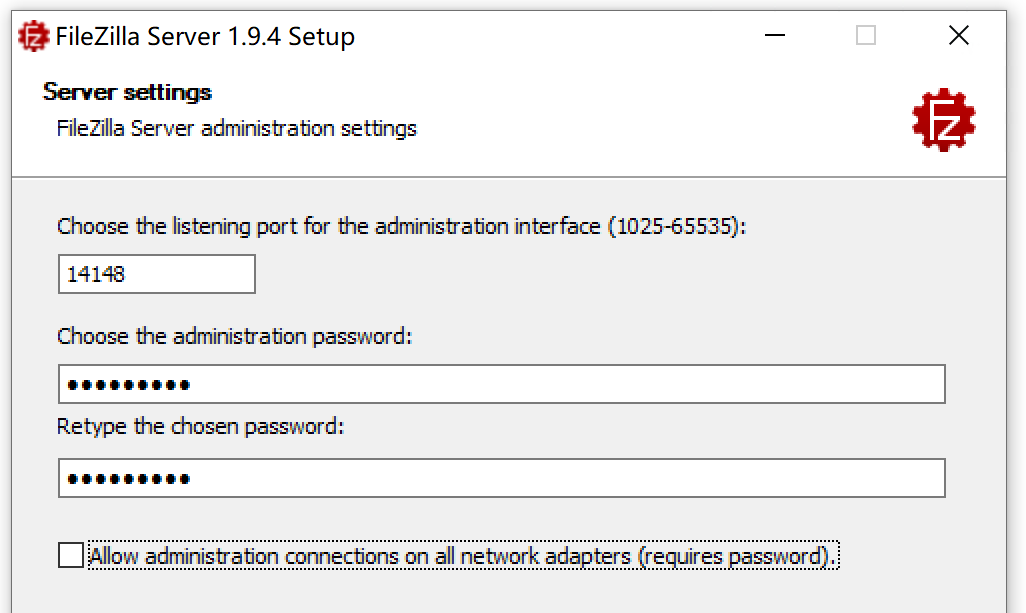 FileZilla Server 1.9.4 Setup
Server settings
FileZilla Server administration settings
Choose the listening port for the administration interface (1025-65535):
14148
Choose the administration password:
●●●●●●●●●
Retype the chosen password:
●●●●●●●●●
Allow administration connections on all network adapters (requires password).